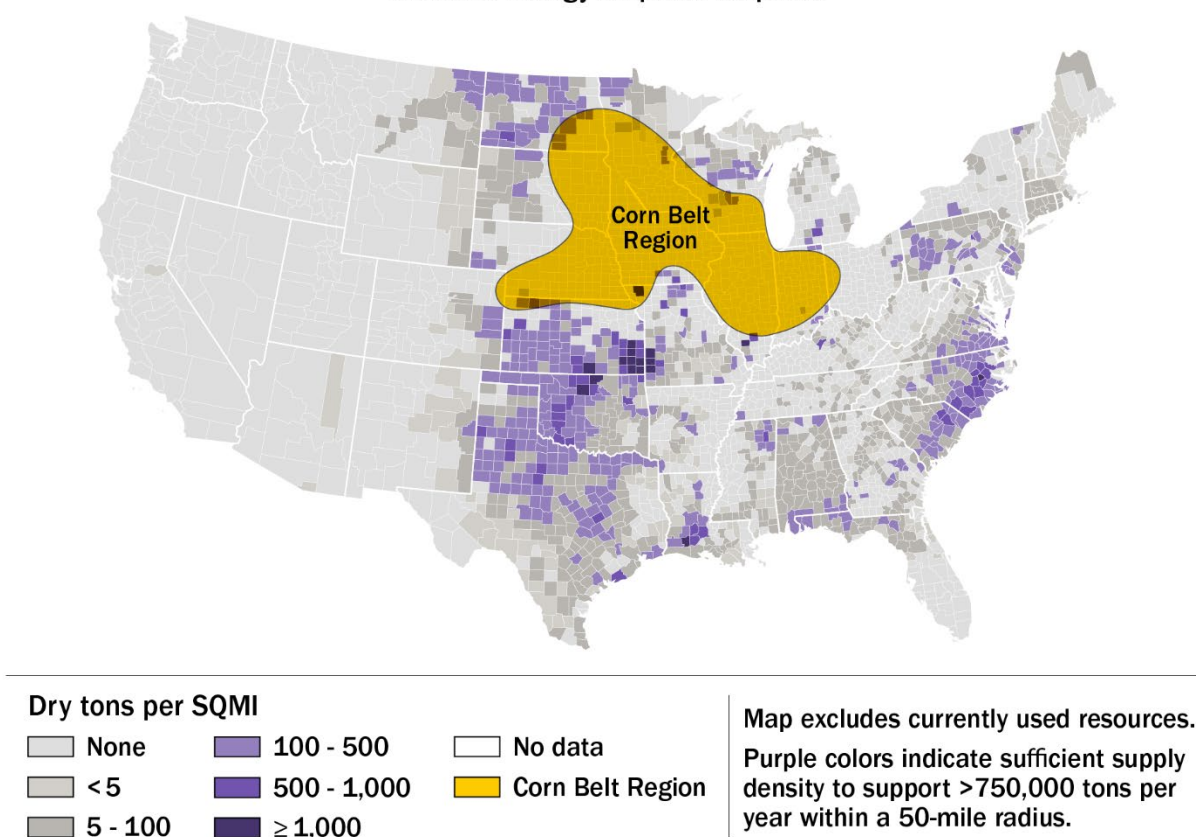 Corn Belt
Region
Dry tons per SQMI
None
< 5
5 - 100
100 - 500
500 - 1,000
≥ 1,000
No data
Corn Belt Region
Map excludes currently used resources.
Purple colors indicate sufficient supply
density to support >750,000 tons per
year within a 50-mile radius.